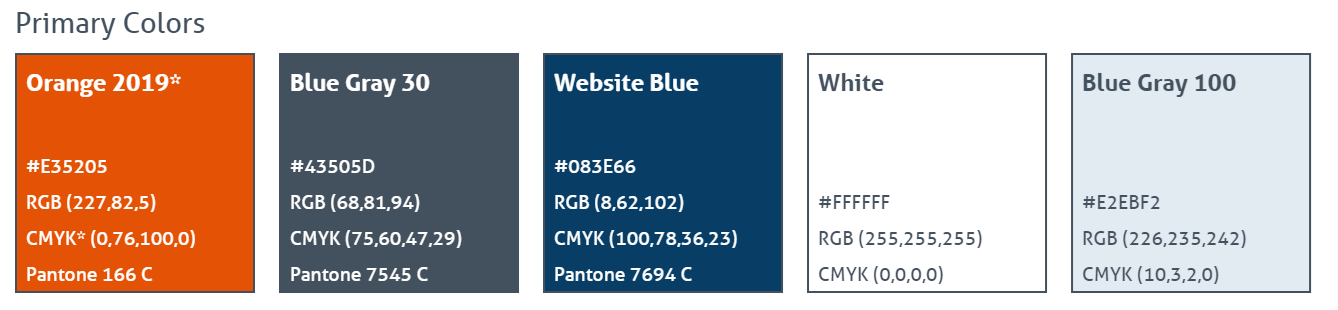 Primary Colors
Orange 2019*
#E35205
RGB (227,82,5)
CMYK* (0,76,100,0)
Pantone 166 C
Blue Gray 30
#43505D
RGB (68,81,94)
CMYK (75,60,47,29)
Pantone 7545 C
Website Blue
#083E66
RGB (8,62,102)
CMYK (100,78,36,23)
Pantone 7694 C
White
#FFFFFF
RGB (255,255,255)
CMYK (0,0,0,0)
Blue Gray 100
#E2EBF2
RGB (226,235,242)
CMYK (10,3,2,0)